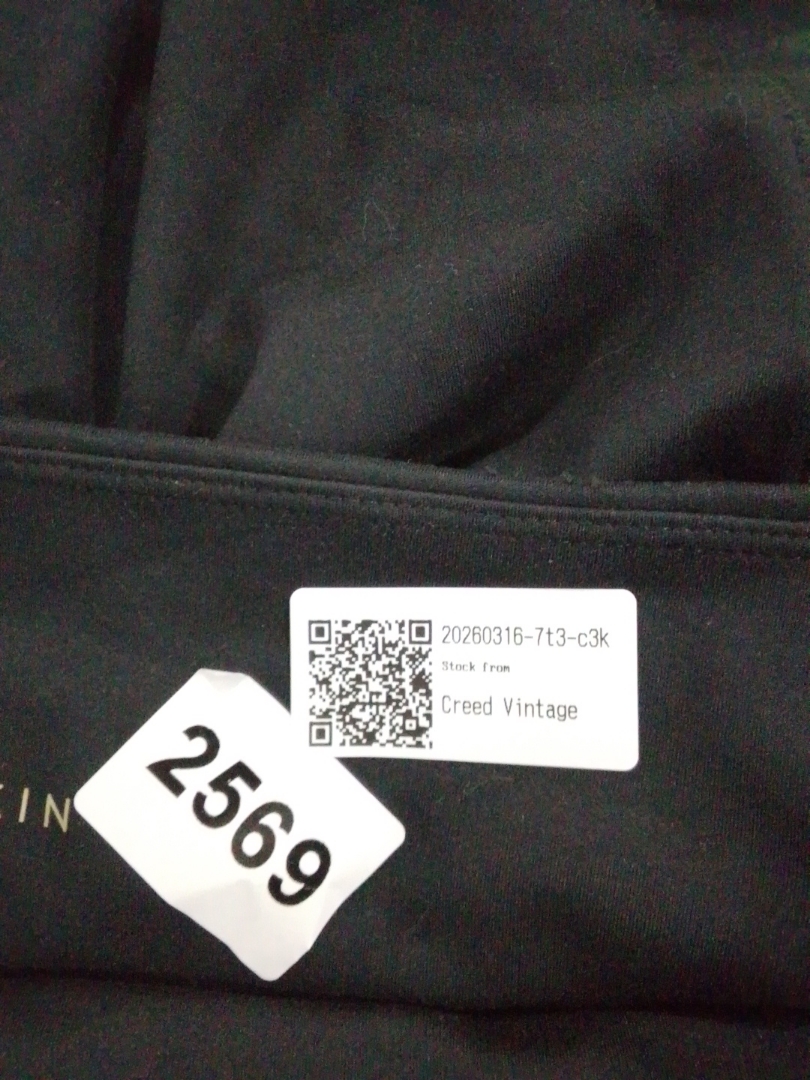 20260316-7t3-c3k
Stock from
Creed Vintage
2569